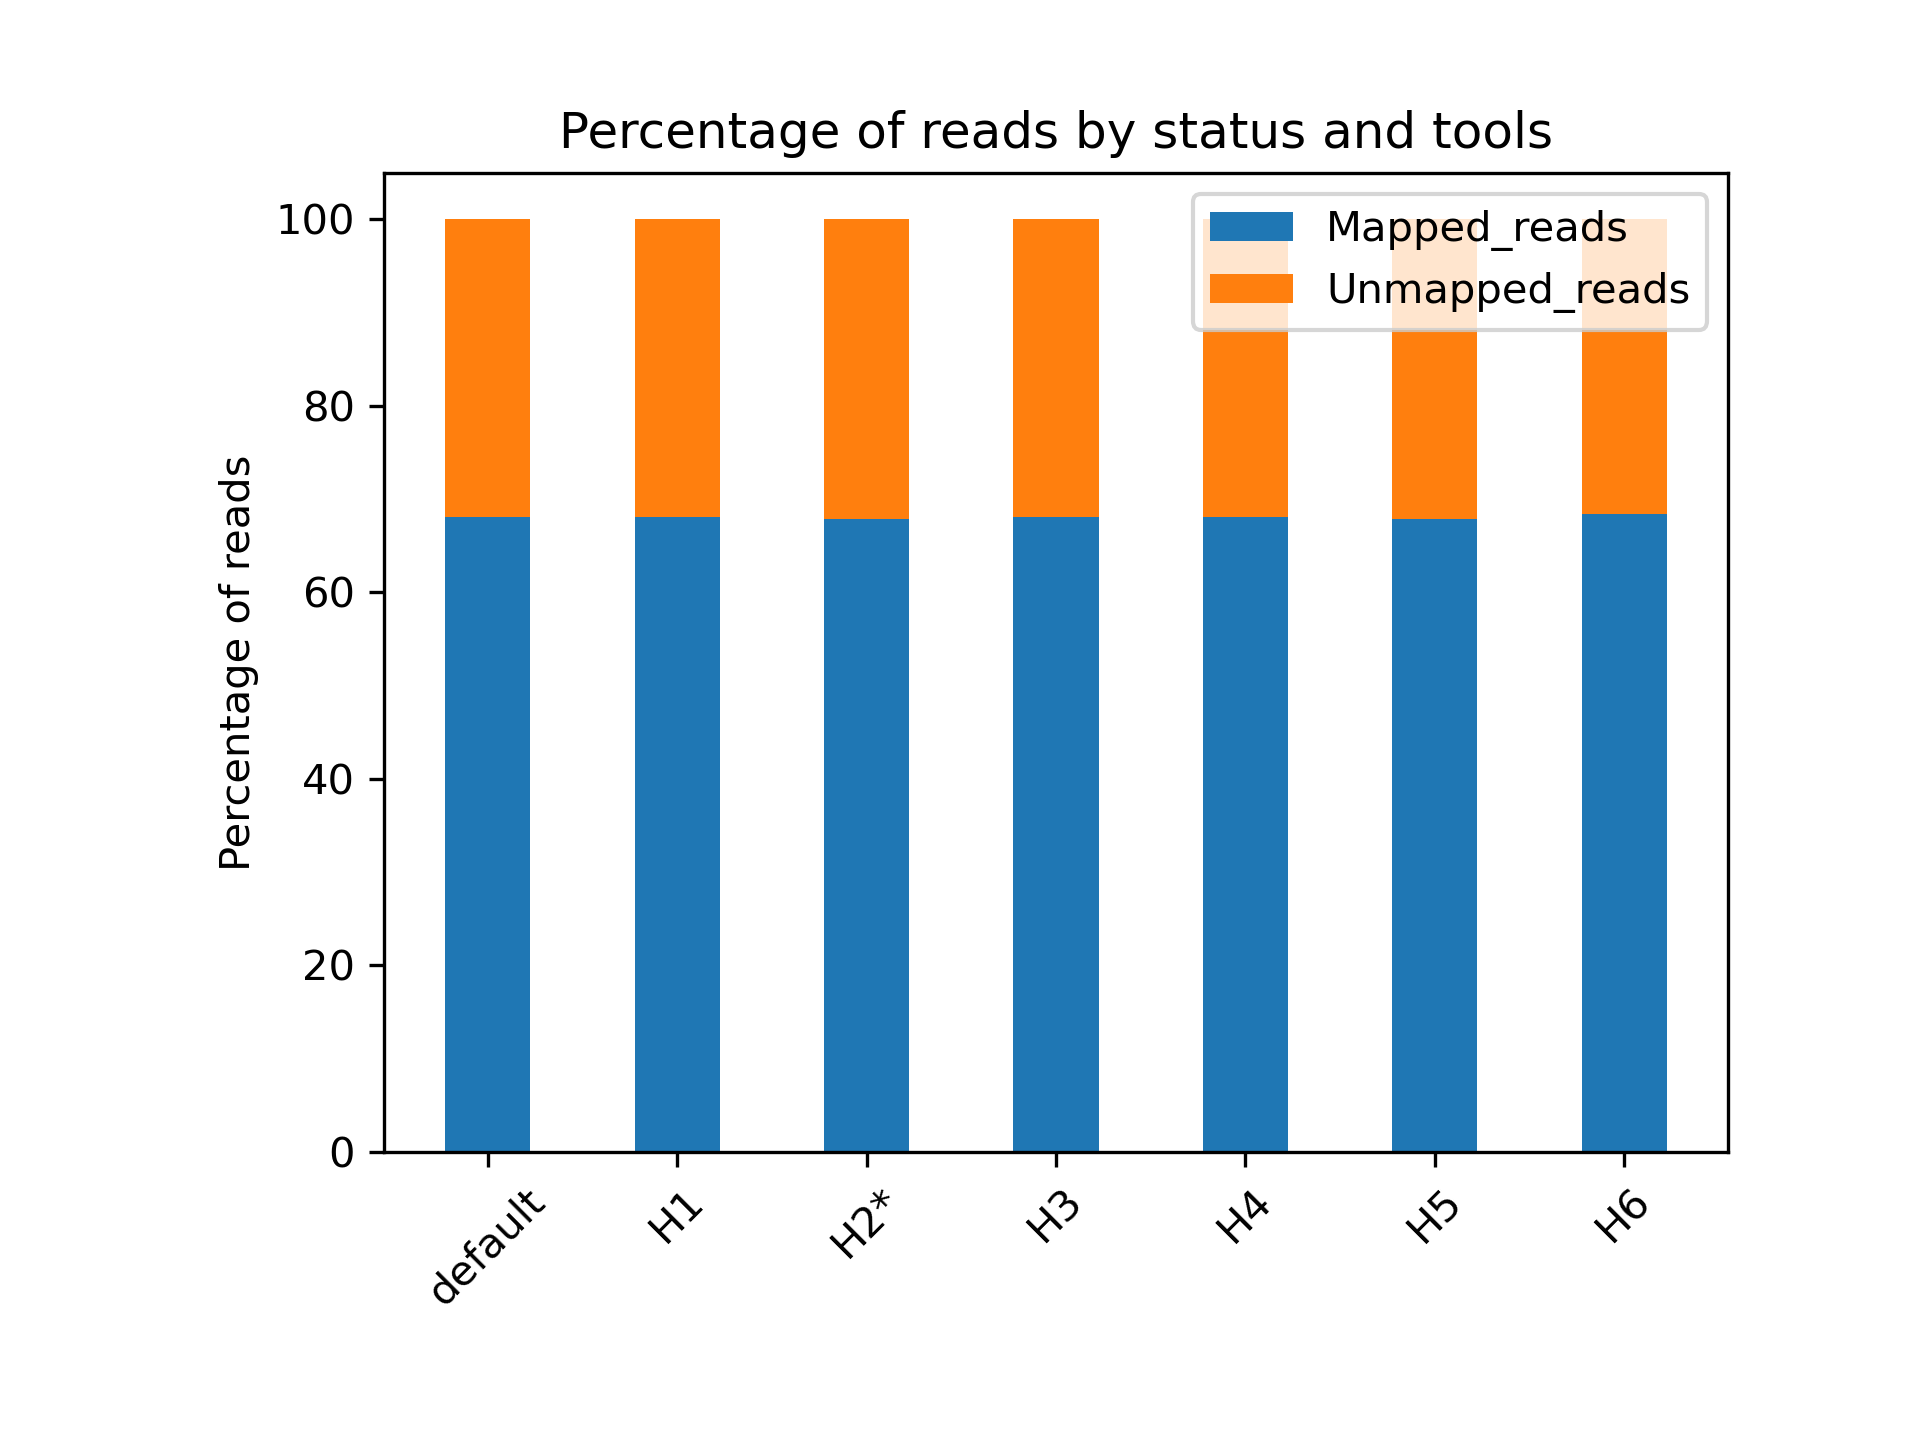 Percentage of reads by status and tools
Mapped_reads
Unmapped_reads
Percentage of reads
100
80
60
40
20
0
default
H1
H2*
H3
H4
H5
H6